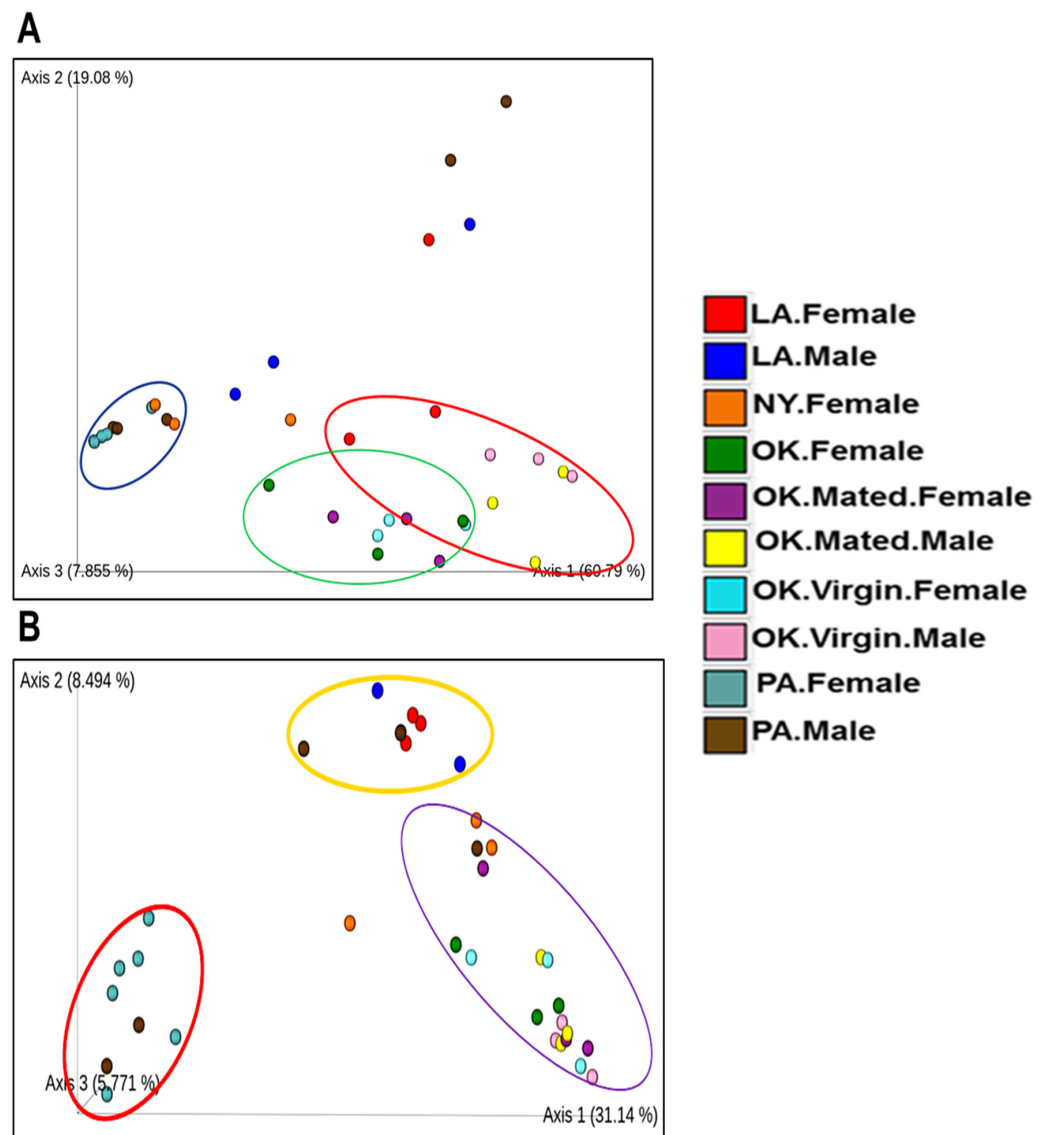 A
Axis 2 (19.08 %)
Axis 3 (7.855 %)
Axis 1 (60.79 %)
LA.Female
LA.Male
NY.Female
OK.Female
OK.Mated.Female
OK.Mated.Male
OK.Virgin.Female
OK.Virgin.Male
PA.Female
PA.Male
B
Axis 2 (8.494 %)
Axis 3 (5.771 %)
Axis 1 (31.14 %)